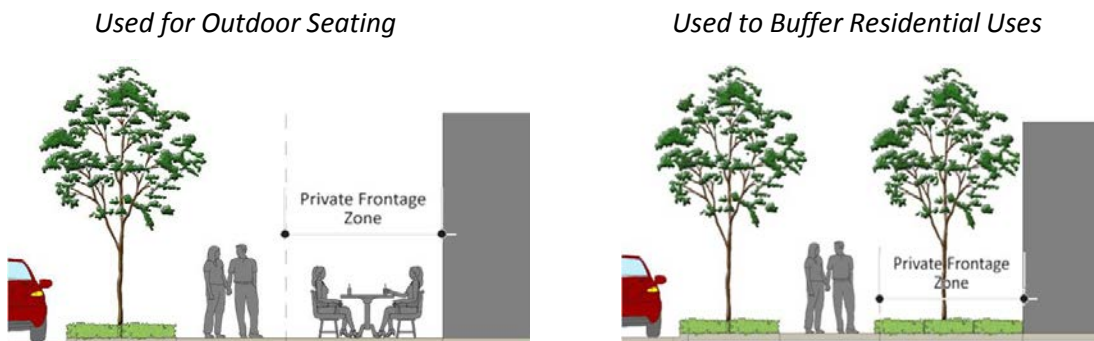 Used for Outdoor Seating
Used to Buffer Residential Uses
Private Frontage
Zone
Private Frontage
Zone